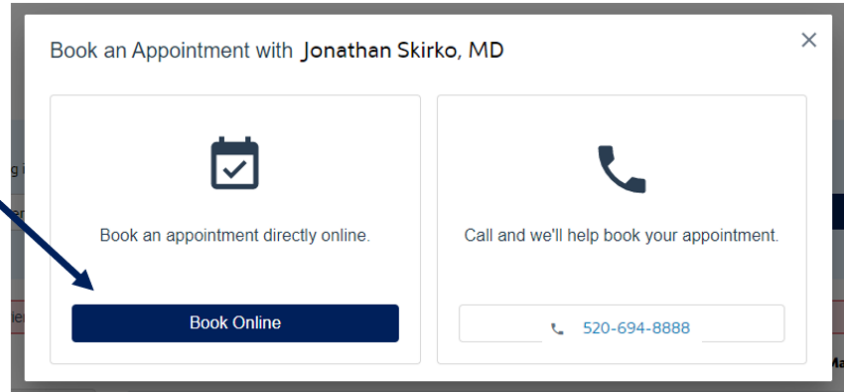 Book an Appointment with Jonathan Skirko, MD
Book an appointment directly online.
Call and we'll help book your appointment.
Book Online
520-694-8888